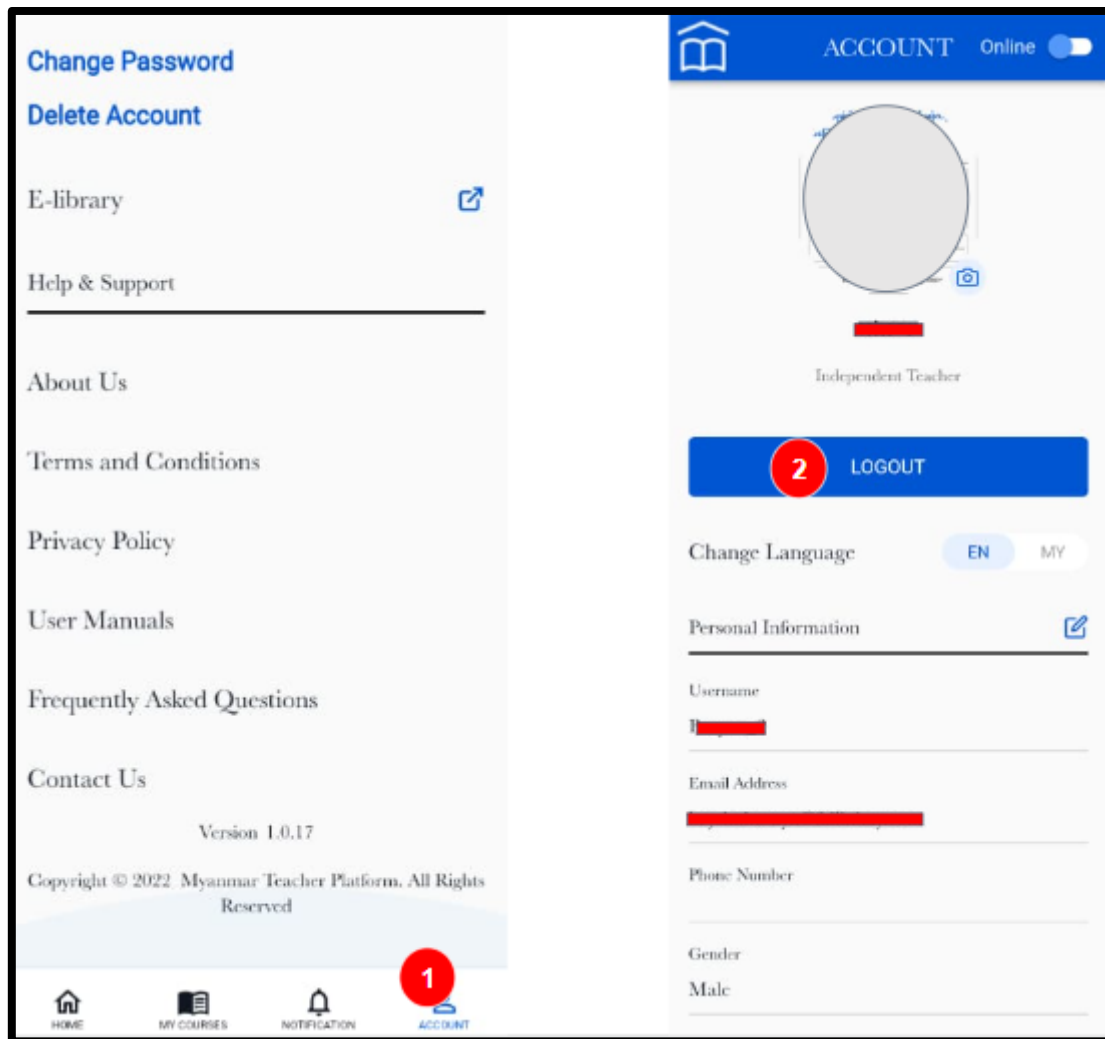 Change Password
Delete Account
E-library
Help & Support
About Us
Terms and Conditions
Privacy Policy
User Manuals
Frequently Asked Questions
Contact Us
Version 1.0.17
Copyright © 2022 Myanmar Teacher Platform. All Rights
Reserved
1
HOME
MY COURSES
NOTIFICATION
ACCOUNT
ACCOUNT
Online
Independent Teacher
2
LOGOUT
Change Language
EN
MY
Personal Information
Username
Email Address
Phone Number
Gender
Male